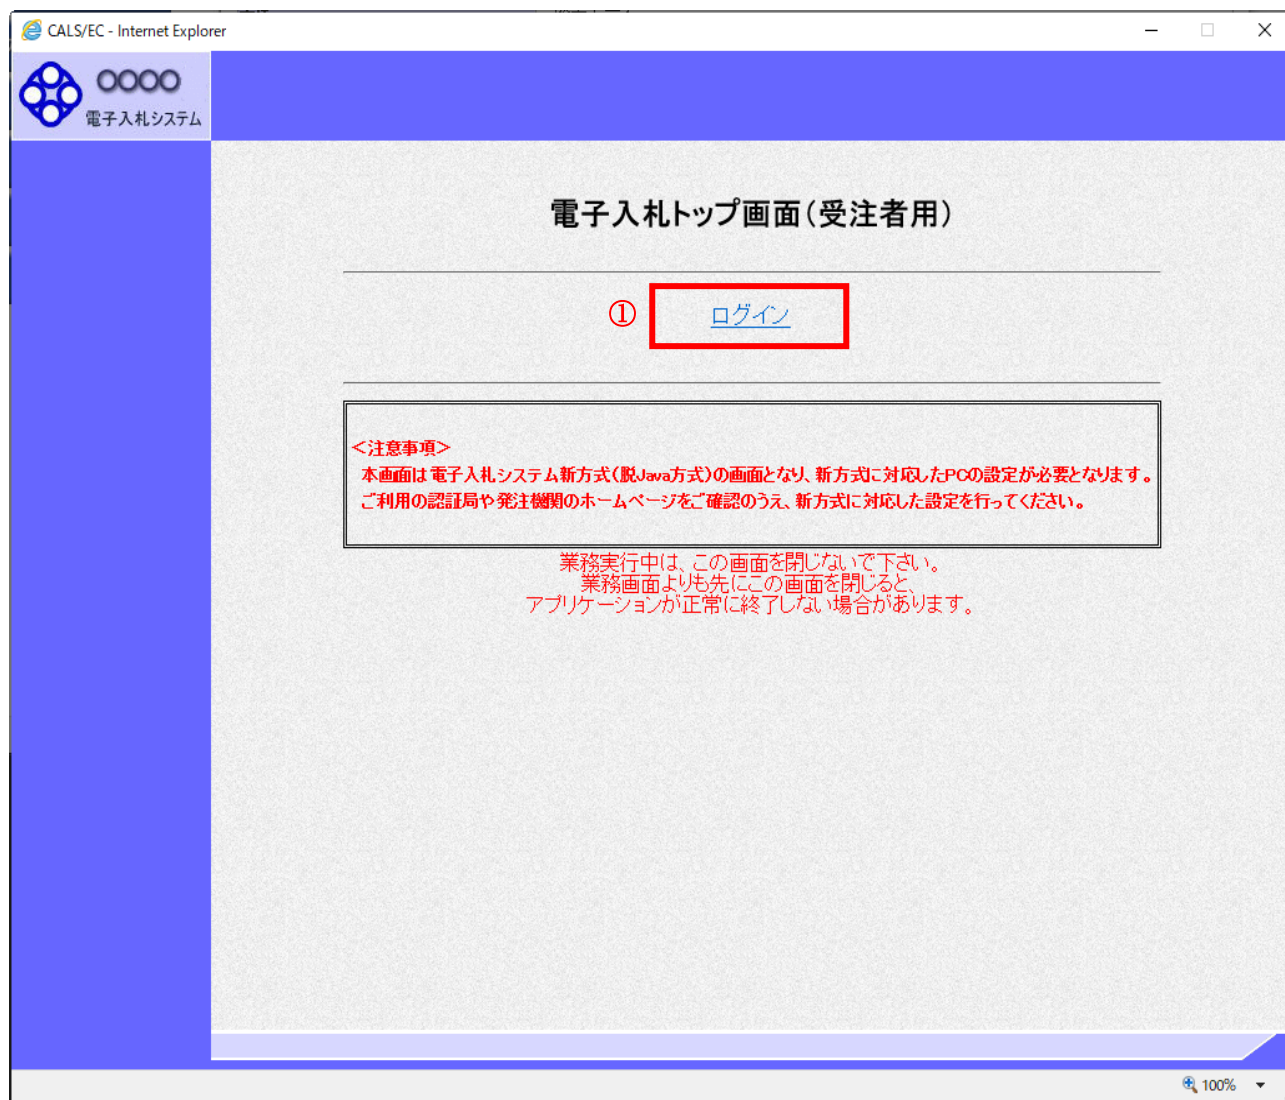 CALS/EC - Internet Explorer
○○○○
電子入札システム
電子入札トップ画面(受注者用)
① ログイン
<注意事項>
本画面は電子入札システム新方式(脱Java方式)の画面となり、新方式に対応したPCの設定が必要となります。
ご利用の認証局や発注機関のホームページをご確認のうえ、新方式に対応した設定を行ってください。
業務実行中は、この画面を閉じないで下さい。
業務画面よりも先にこの画面を閉じると、
アプリケーションが正常に終了しない場合があります。
100%